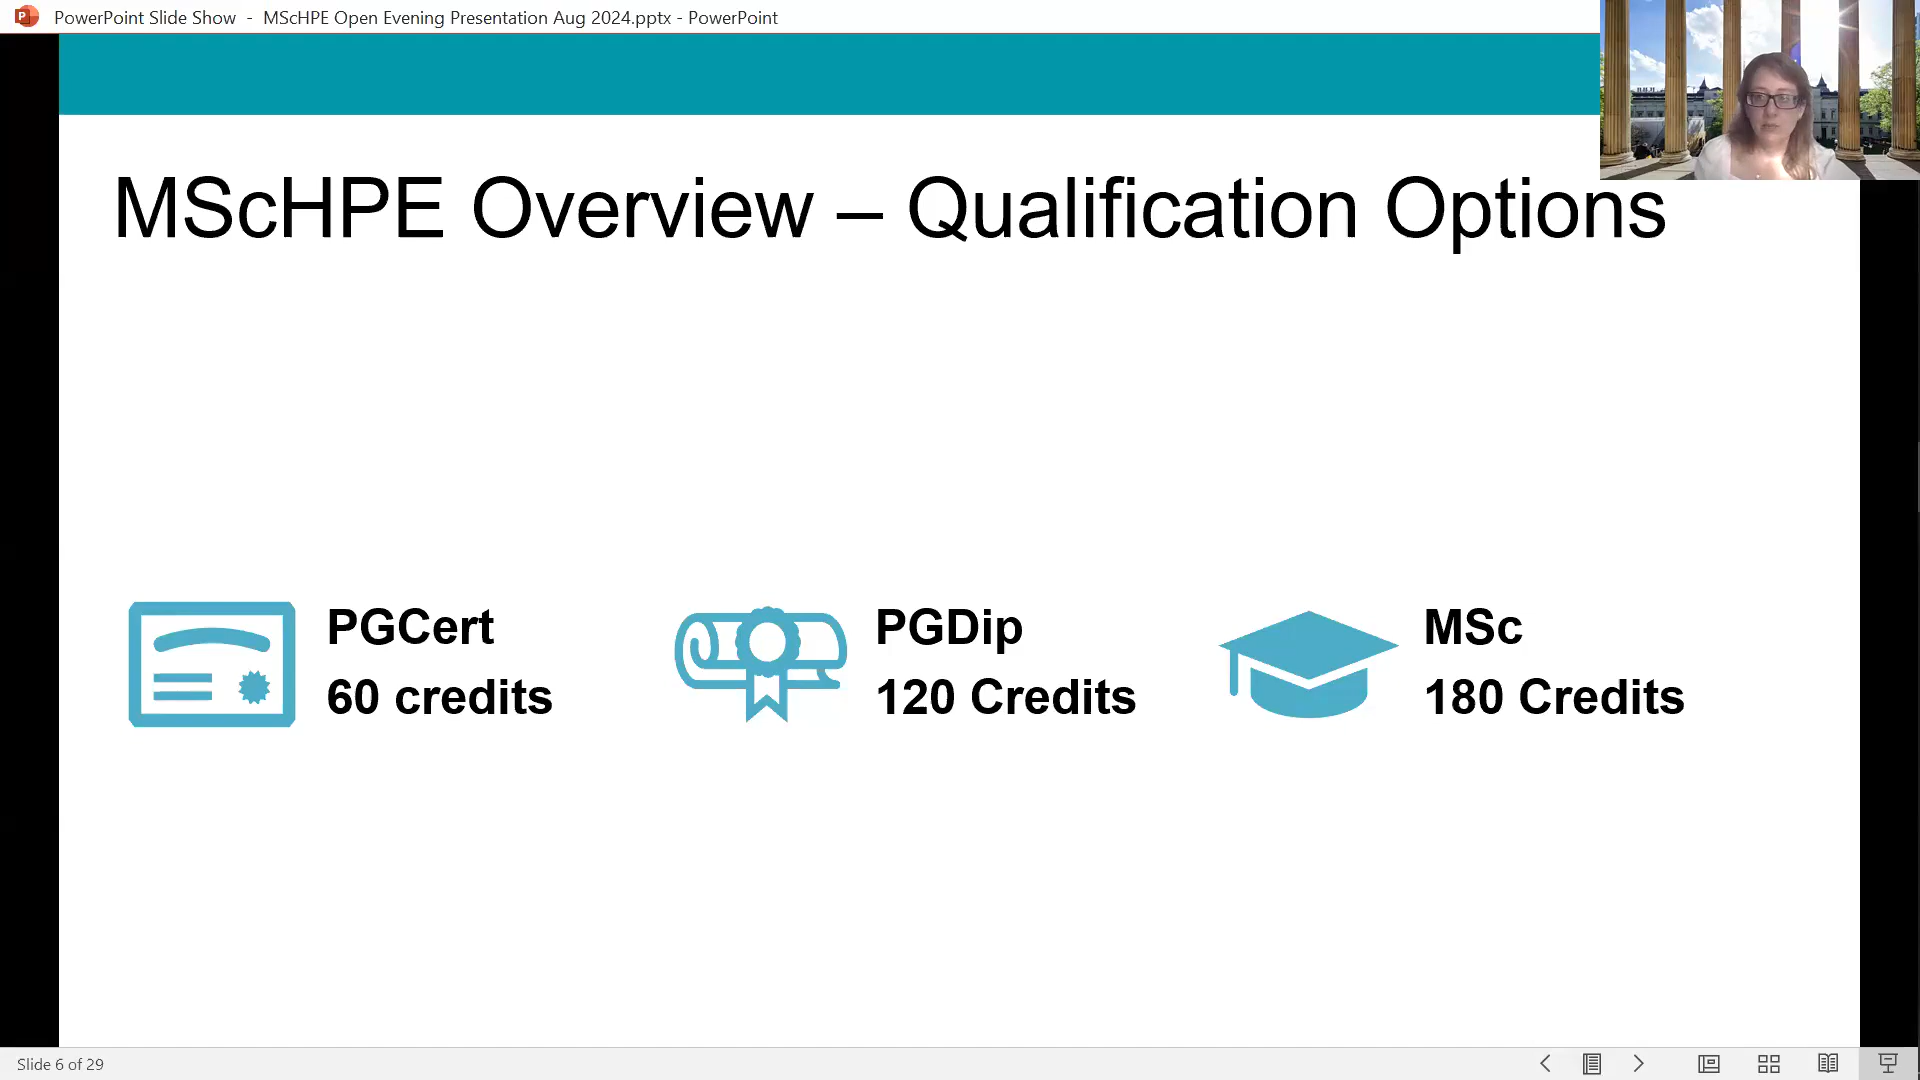 PowerPoint Slide Show - MScHPE Open Evening Presentation Aug 2024.pptx - PowerPoint
MScHPE Overview – Qualification Options
PGCert
60 credits
PGDip
120 Credits
MSc
180 Credits
Slide 6 of 29